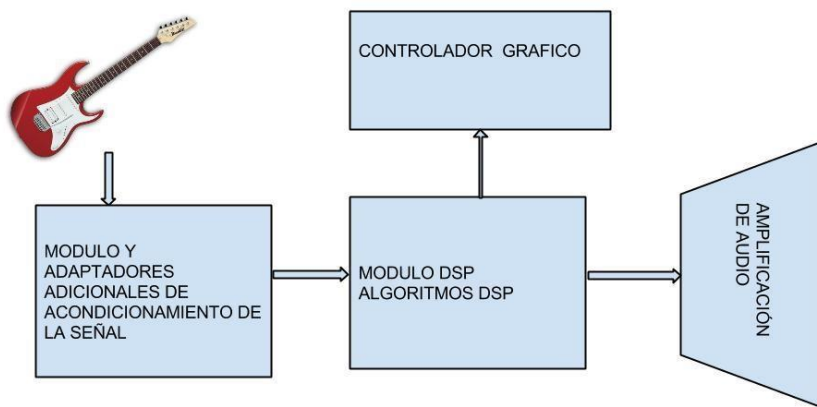 CONTROLADOR GRAFICO
MODULO Y
ADAPTADORES
ADICIONALES DE
ACONDICIONAMIENTO DE
LA SEÑAL
MODULO DSP
ALGORITMOS DSP
AMPLIFICACIÓN
DE AUDIO